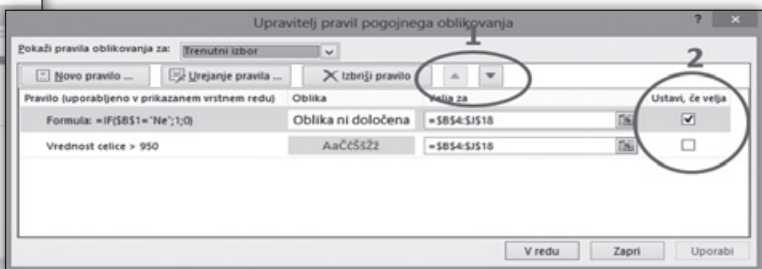 Upravitelj pravil pogojnega oblikovanja ? ×
1
Pokaži pravila oblikovanja za: Trenutni izbor
2
Novo pravilo ... Urejanje pravila ... Izbriši pravilo
Pravilo (uporabljeno v prikazanem vrstnem redu) Oblika Velja za Ustavi, če velja
Formula: =IF($B$1="Ne";1;0) Oblika ni določena =$B$4:$J$18
Vrednost celice > 950 AaČčŠšŽž =$B$4:$J$18
V redu Zapri Uporabi